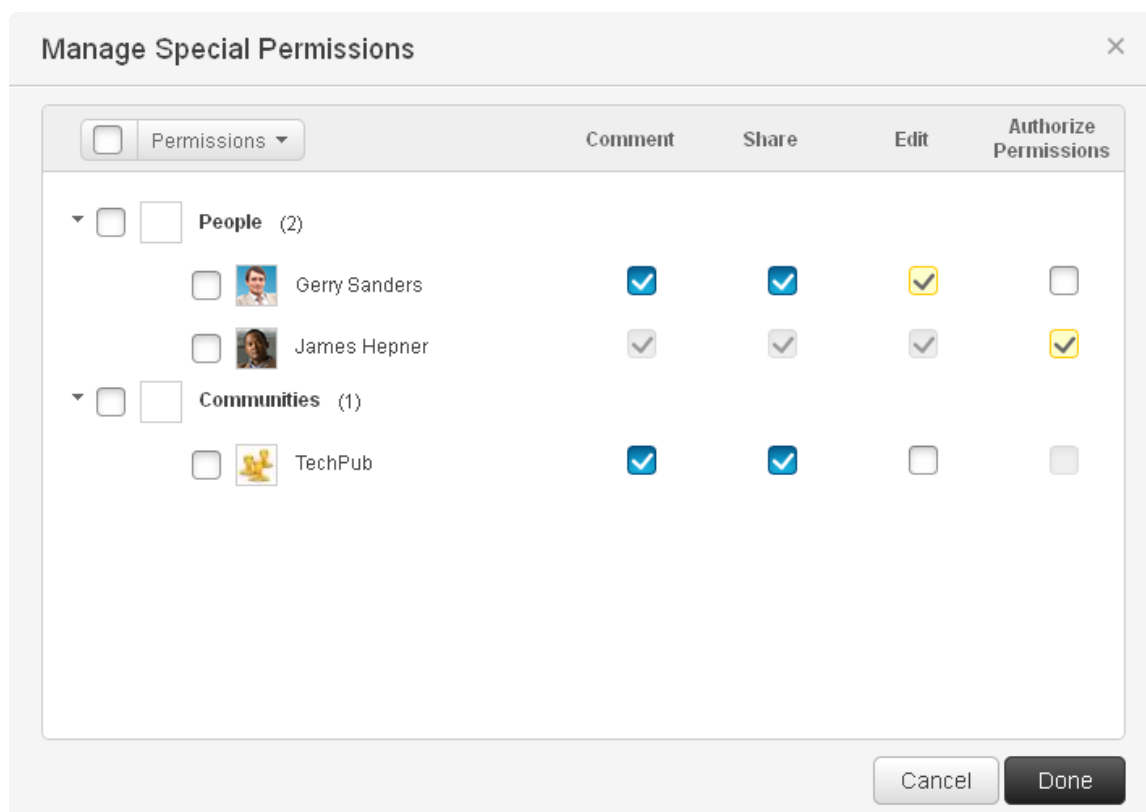 Manage Special Permissions
Permissions Comment Share Edit Authorize Permissions
People (2)
Gerry Sanders
James Hepner
Communities (1)
TechPub
Cancel Done